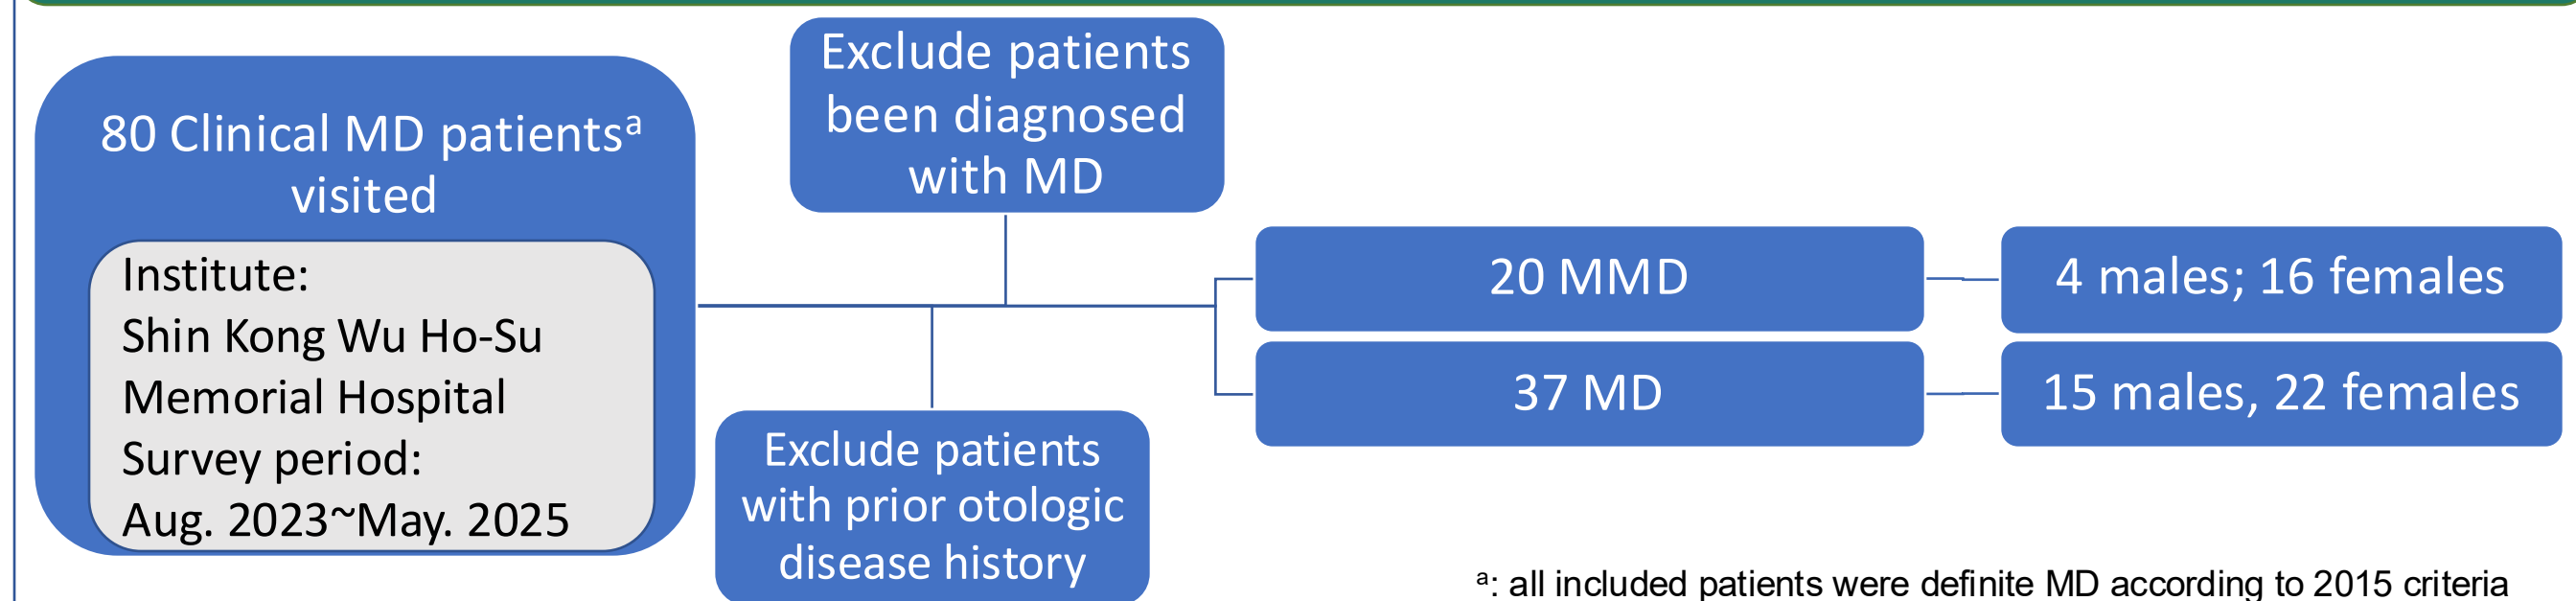 80 Clinical MD patientsᵃ
visited
Institute:
Shin Kong Wu Ho-Su
Memorial Hospital
Survey period:
Aug. 2023~May. 2025
Exclude patients
been diagnosed
with MD
Exclude patients
with prior otologic
disease history
20 MMD
4 males; 16 females
37 MD
15 males, 22 females
ᵃ: all included patients were definite MD according to 2015 criteria